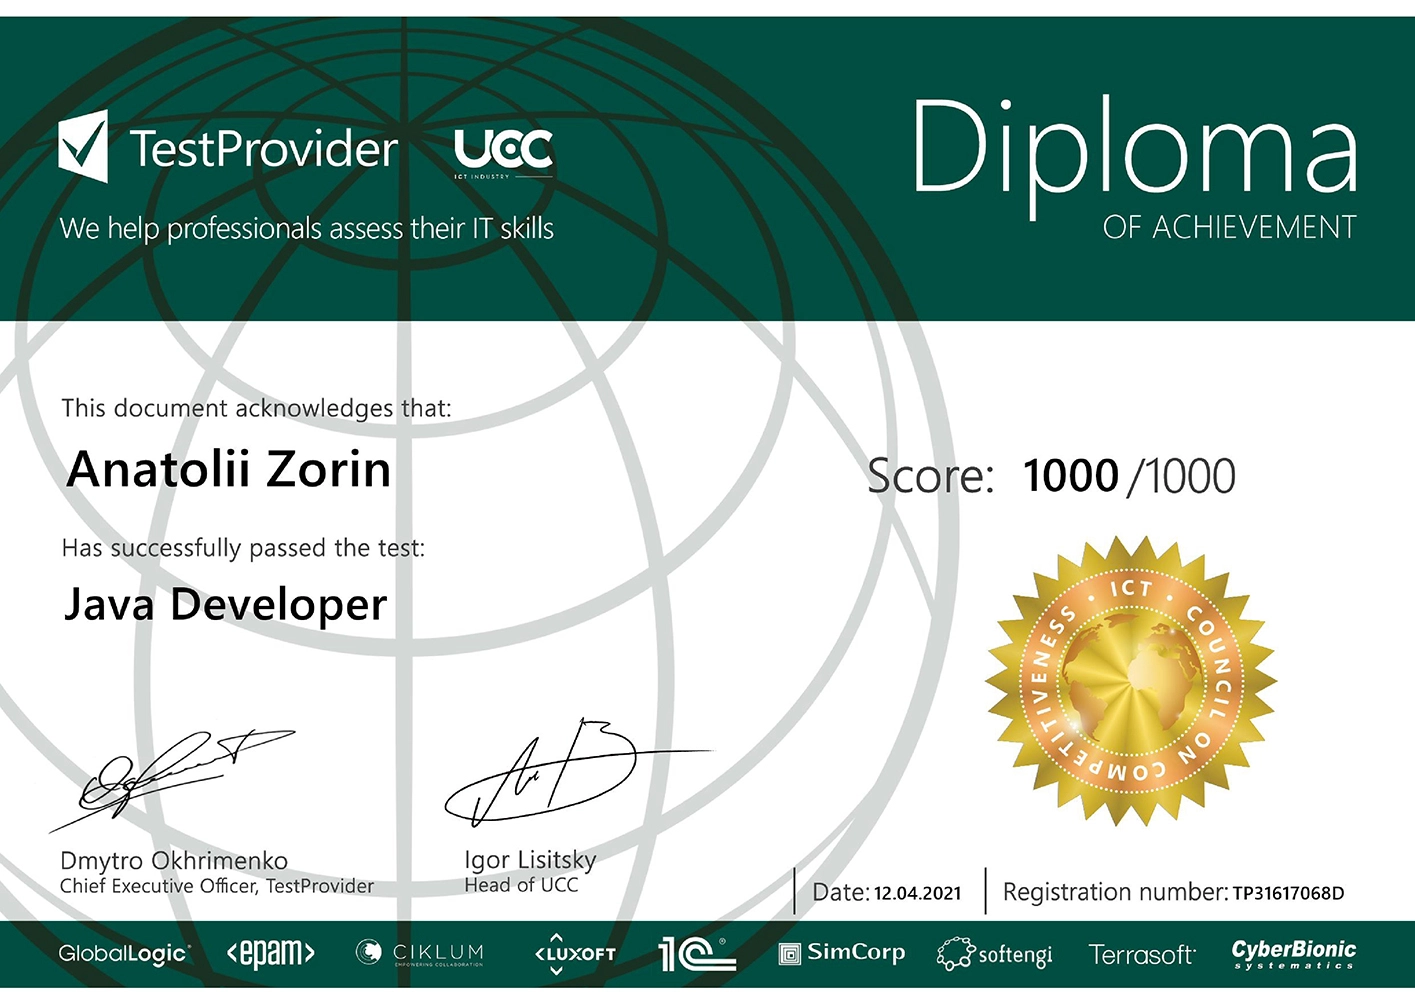 TestProvider
UCC
ICT INDUSTRY
We help professionals assess their IT skills
Diploma
OF ACHIEVEMENT
This document acknowledges that:
Anatolii Zorin
Has successfully passed the test:
Java Developer
Score: 1000 /1000
• ICT • COUNCIL ON COMPETITIVENESS
Dmytro Okhrimenko
Chief Executive Officer, TestProvider
Igor Lisitsky
Head of UCC
Date: 12.04.2021
Registration number: TP31617068D
GlobalLogic®
<epam>
CIKLUM
EMPOWERING COLLABORATION
LUXOFT
1C®
SimCorp
softengi
Terrasoft
CyberBionic
systematics